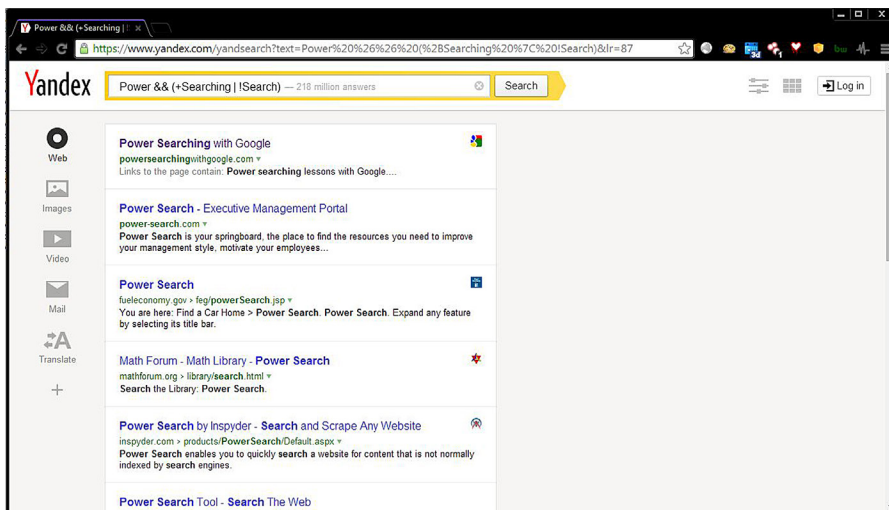 Power && (+Searching | !
https://www.yandex.com/yandsearch?text=Power%20%26%26%20(%2BSearching%20%7C%20!Search)&lr=87
3d
1
bw
Yandex
Power && (+Searching | !Search) — 218 million answers
Search
Log in
Web
Images
Video
Mail
Translate
Power Searching with Google
powersearchingwithgoogle.com
Links to the page contain: Power searching lessons with Google....
Power Search - Executive Management Portal
power-search.com
Power Search is your springboard, the place to find the resources you need to improve
your management style, motivate your employees...
Power Search
fueleconomy.gov › feg/powerSearch.jsp
You are here: Find a Car Home > Power Search. Power Search. Expand any feature
by selecting its title bar.
Math Forum - Math Library - Power Search
mathforum.org › library/search.html
Search the Library: Power Search.
Power Search by Inspyder - Search and Scrape Any Website
inspyder.com › products/PowerSearch/Default.aspx
Power Search enables you to quickly search a website for content that is not normally
indexed by search engines.
Power Search Tool - Search The Web